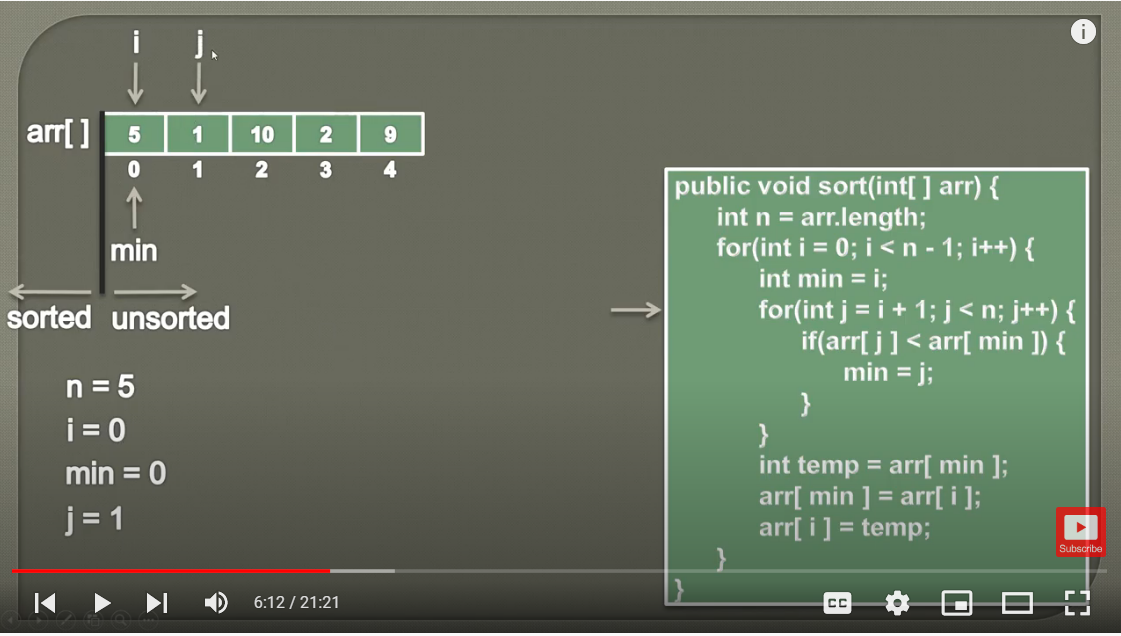 i j
arr[ ] 5 1 10 2 9
0 1 2 3 4
min
sorted unsorted
n = 5
i = 0
min = 0
j = 1
public void sort(int[ ] arr) {
int n = arr.length;
for(int i = 0; i < n - 1; i++) {
int min = i;
for(int j = i + 1; j < n; j++) {
if(arr[ j ] < arr[ min ]) {
min = j;
}
}
int temp = arr[ min ];
arr[ min ] = arr[ i ];
arr[ i ] = temp;
}
}
Subscribe
6:12 / 21:21
CC